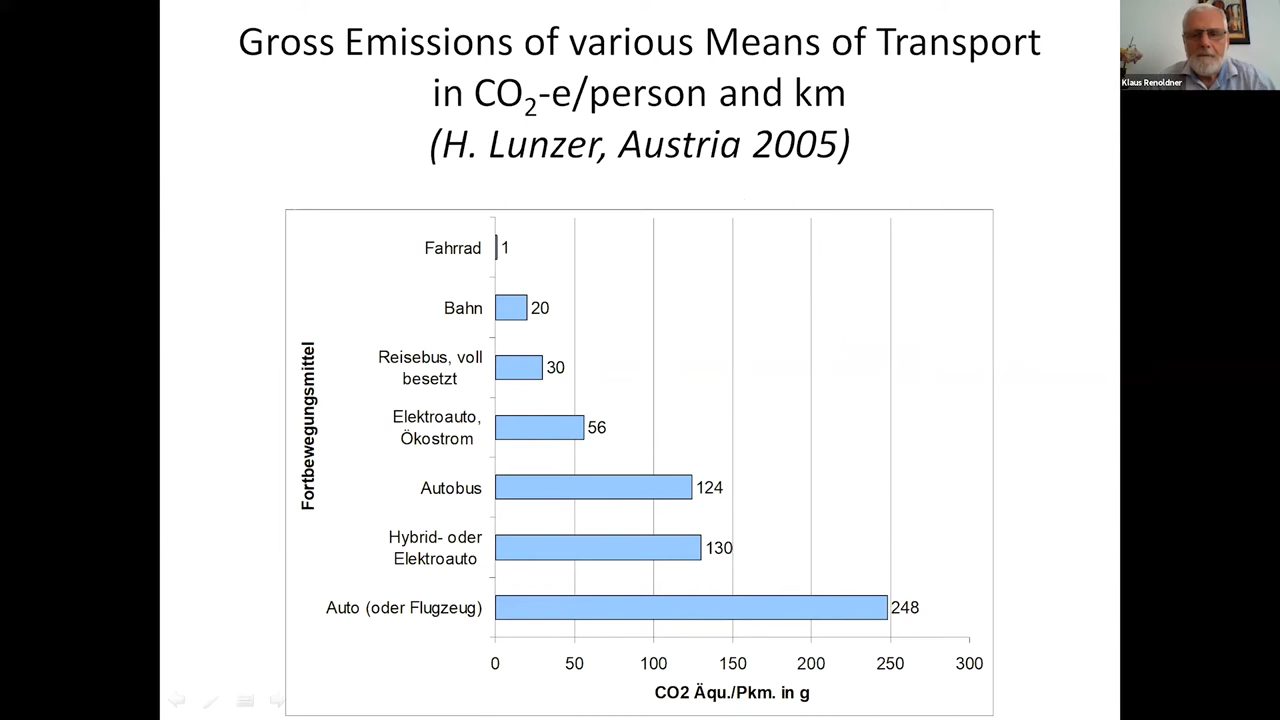 Gross Emissions of various Means of Transport
in CO₂-e/person and km
(H. Lunzer, Austria 2005)
Klaus Renoldner
Fortbewegungsmittel
Fahrrad 1
Bahn 20
Reisebus, voll
besetzt 30
Elektroauto,
Ökostrom 56
Autobus 124
Hybrid- oder
Elektroauto 130
Auto (oder Flugzeug) 248
0 50 100 150 200 250 300
CO2 Äqu./Pkm. in g